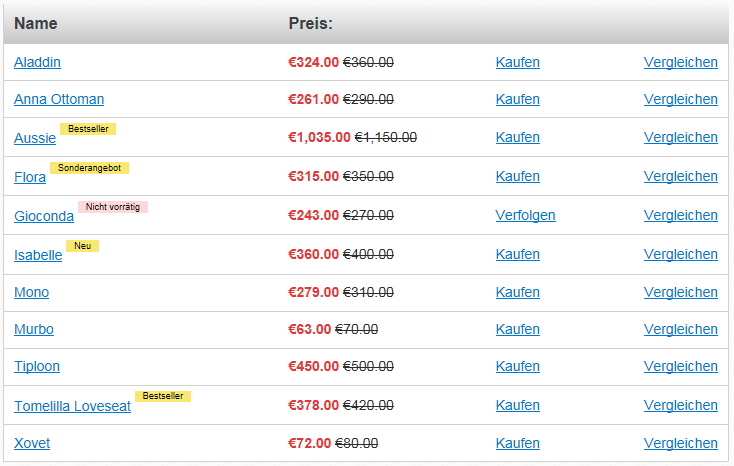 Name Preis:
Aladdin €324.00 €360.00 Kaufen Vergleichen
Anna Ottoman €261.00 €290.00 Kaufen Vergleichen
Aussie Bestseller €1,035.00 €1,150.00 Kaufen Vergleichen
Flora Sonderangebot €315.00 €350.00 Kaufen Vergleichen
Gioconda Nicht vorrätig €243.00 €270.00 Verfolgen Vergleichen
Isabelle Neu €360.00 €400.00 Kaufen Vergleichen
Mono €279.00 €310.00 Kaufen Vergleichen
Murbo €63.00 €70.00 Kaufen Vergleichen
Tiploon €450.00 €500.00 Kaufen Vergleichen
Tomelilla Loveseat Bestseller €378.00 €420.00 Kaufen Vergleichen
Xovet €72.00 €80.00 Kaufen Vergleichen